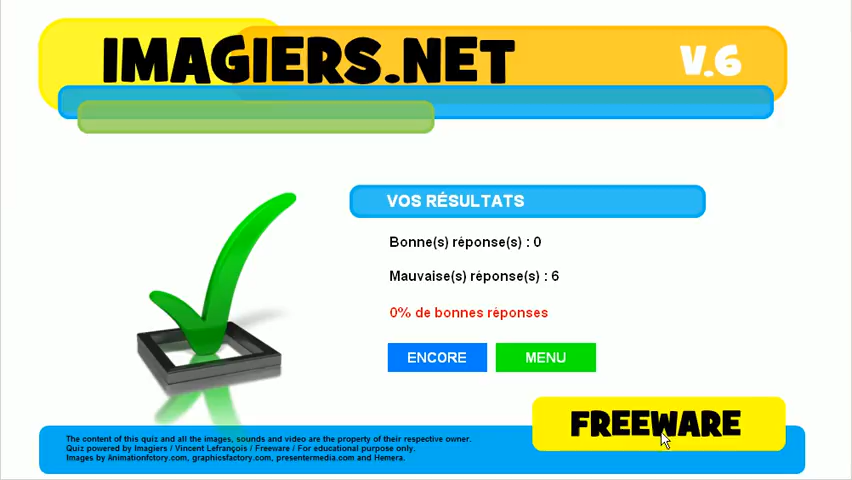 IMAGIERS.NET
V.6
VOS RÉSULTATS
Bonne(s) réponse(s) : 0
Mauvaise(s) réponse(s) : 6
0% de bonnes réponses
ENCORE
MENU
FREEWARE
The content of this quiz and all the images, sounds and video are the property of their respective owner.
Quiz powered by Imagiers / Vincent Lefrançois / Freeware / For educational purpose only.
Images by Animationfctory.com, graphicsfactory.com, presentermedia.com and Hemera.